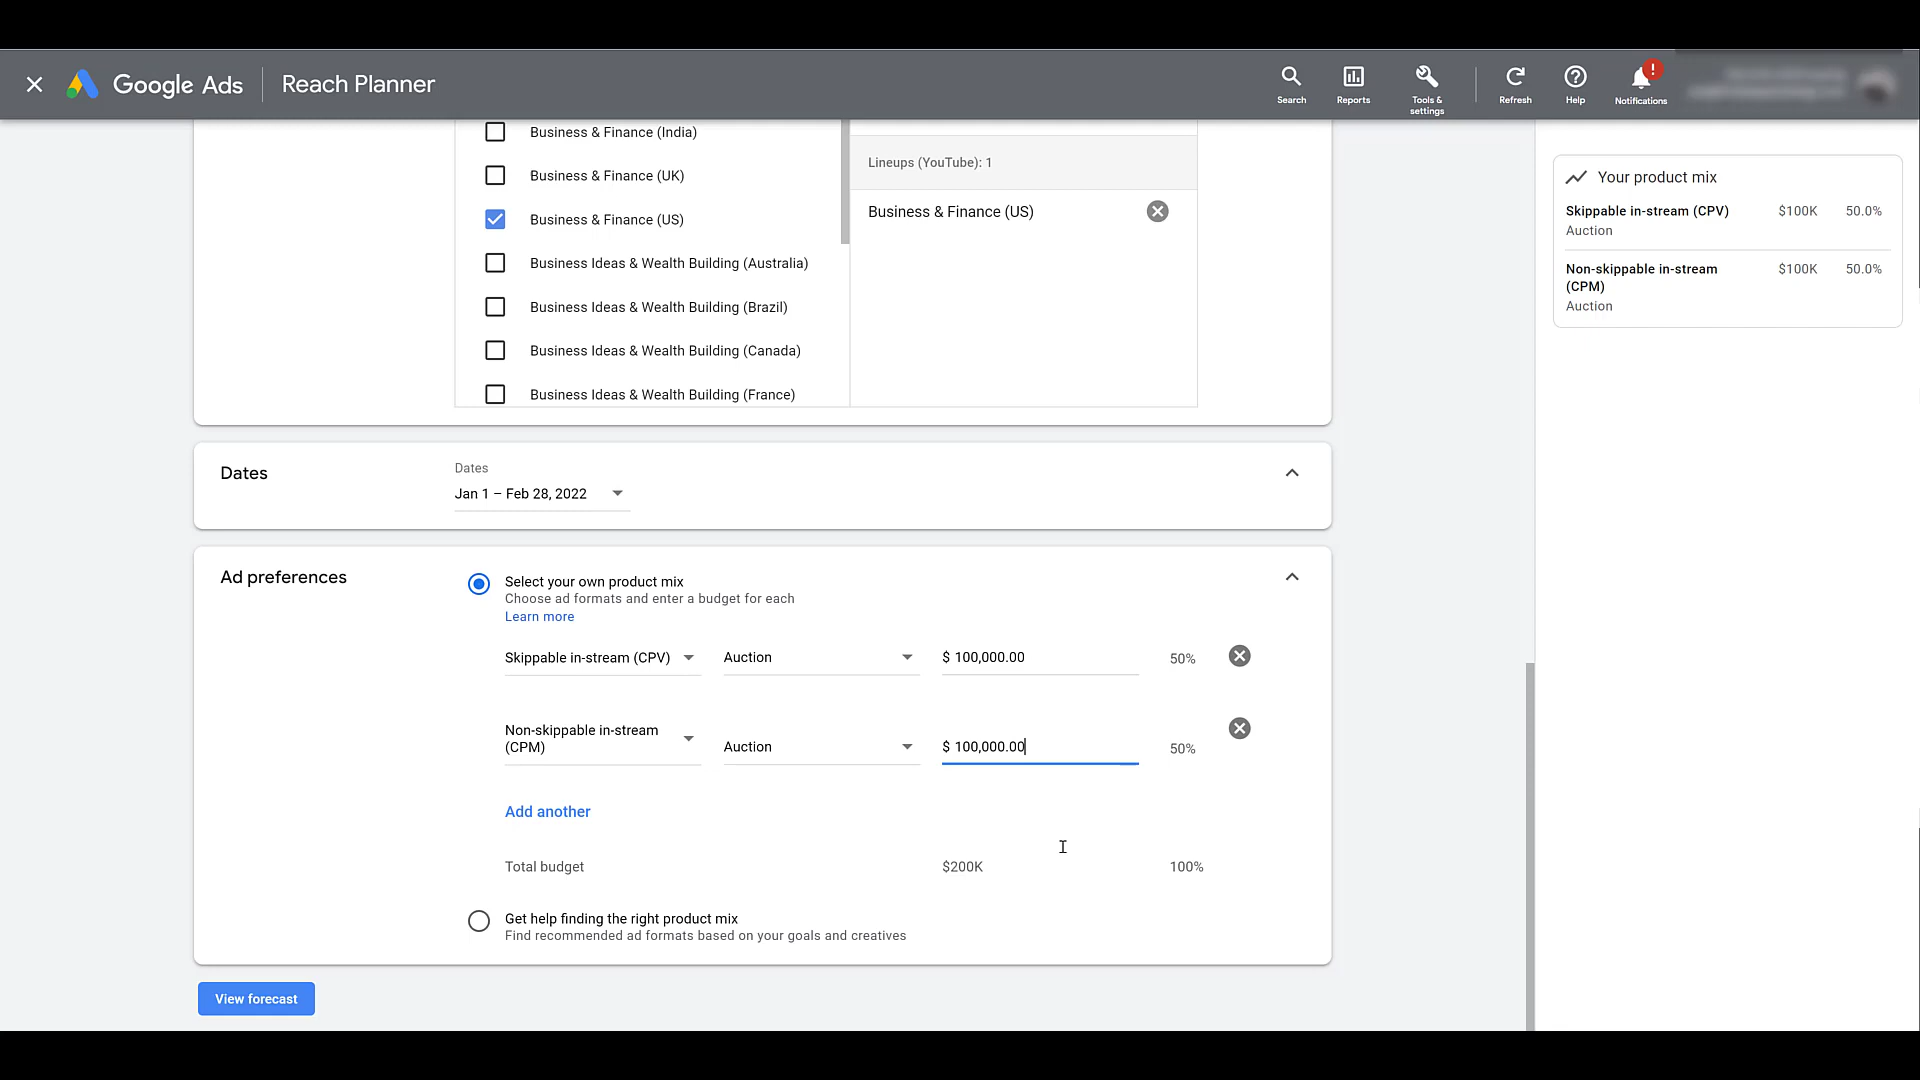 Google Ads
Reach Planner
Search
Reports
Tools &
settings
Refresh
Help
!
Notifications
Business & Finance (India)
Business & Finance (UK)
Business & Finance (US)
Business Ideas & Wealth Building (Australia)
Business Ideas & Wealth Building (Brazil)
Business Ideas & Wealth Building (Canada)
Business Ideas & Wealth Building (France)
Lineups (YouTube): 1
Business & Finance (US)
Dates
Dates
Jan 1 – Feb 28, 2022
Ad preferences
Select your own product mix
Choose ad formats and enter a budget for each
Learn more
Skippable in-stream (CPV)
Auction
$ 100,000.00
50%
Non-skippable in-stream
(CPM)
Auction
$ 100,000.00
50%
Add another
Total budget
$200K
100%
Get help finding the right product mix
Find recommended ad formats based on your goals and creatives
View forecast
Your product mix
Skippable in-stream (CPV) $100K 50.0%
Auction
Non-skippable in-stream $100K 50.0%
(CPM)
Auction